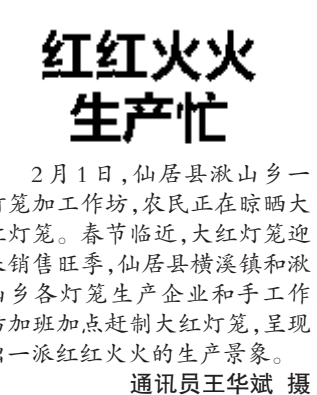 红红火火
生产忙
2月1日,仙居县湫山乡一
灯笼加工作坊,农民正在晾晒大
红灯笼。春节临近,大红灯笼迎
来销售旺季,仙居县横溪镇和湫
山乡各灯笼生产企业和手工作
坊加班加点赶制大红灯笼,呈现
出一派红红火火的生产景象。
通讯员王华斌 摄